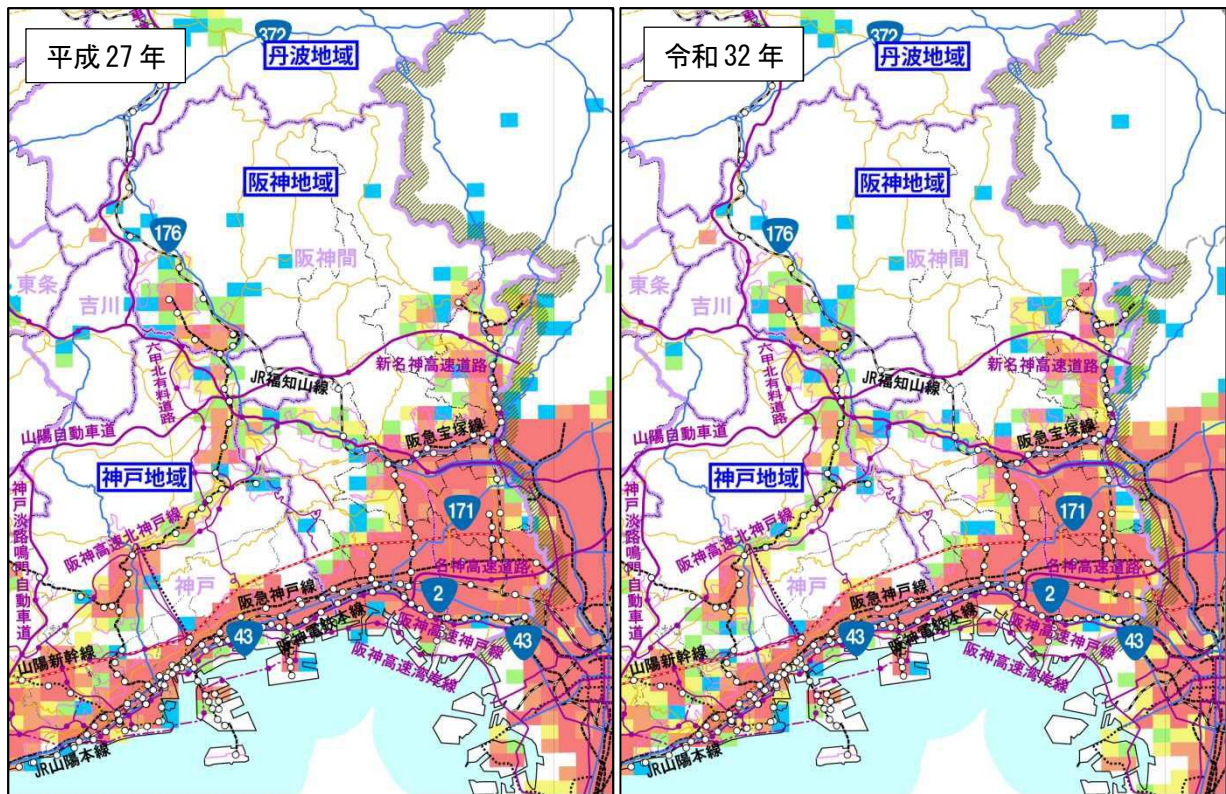 平成27年
372
丹波地域
阪神地域
176
阪神間
東条
吉川
六甲北有料道路
JR福知山線
新名神高速道路
山陽自動車道
阪急宝塚線
神戸地域
神戸淡路鳴門自動車道
171
阪神高速北神戸線
名神高速道路
神戸
阪急神戸線
2
43
阪神電鉄本線
阪神高速神戸線
43
山陽新幹線
阪神高速湾岸線
JR山陽本線
令和32年
372
丹波地域
阪神地域
176
阪神間
東条
吉川
六甲北有料道路
JR福知山線
新名神高速道路
山陽自動車道
阪急宝塚線
神戸地域
神戸淡路鳴門自動車道
171
阪神高速北神戸線
名神高速道路
神戸
阪急神戸線
2
43
阪神電鉄本線
阪神高速神戸線
43
山陽新幹線
阪神高速湾岸線
JR山陽本線